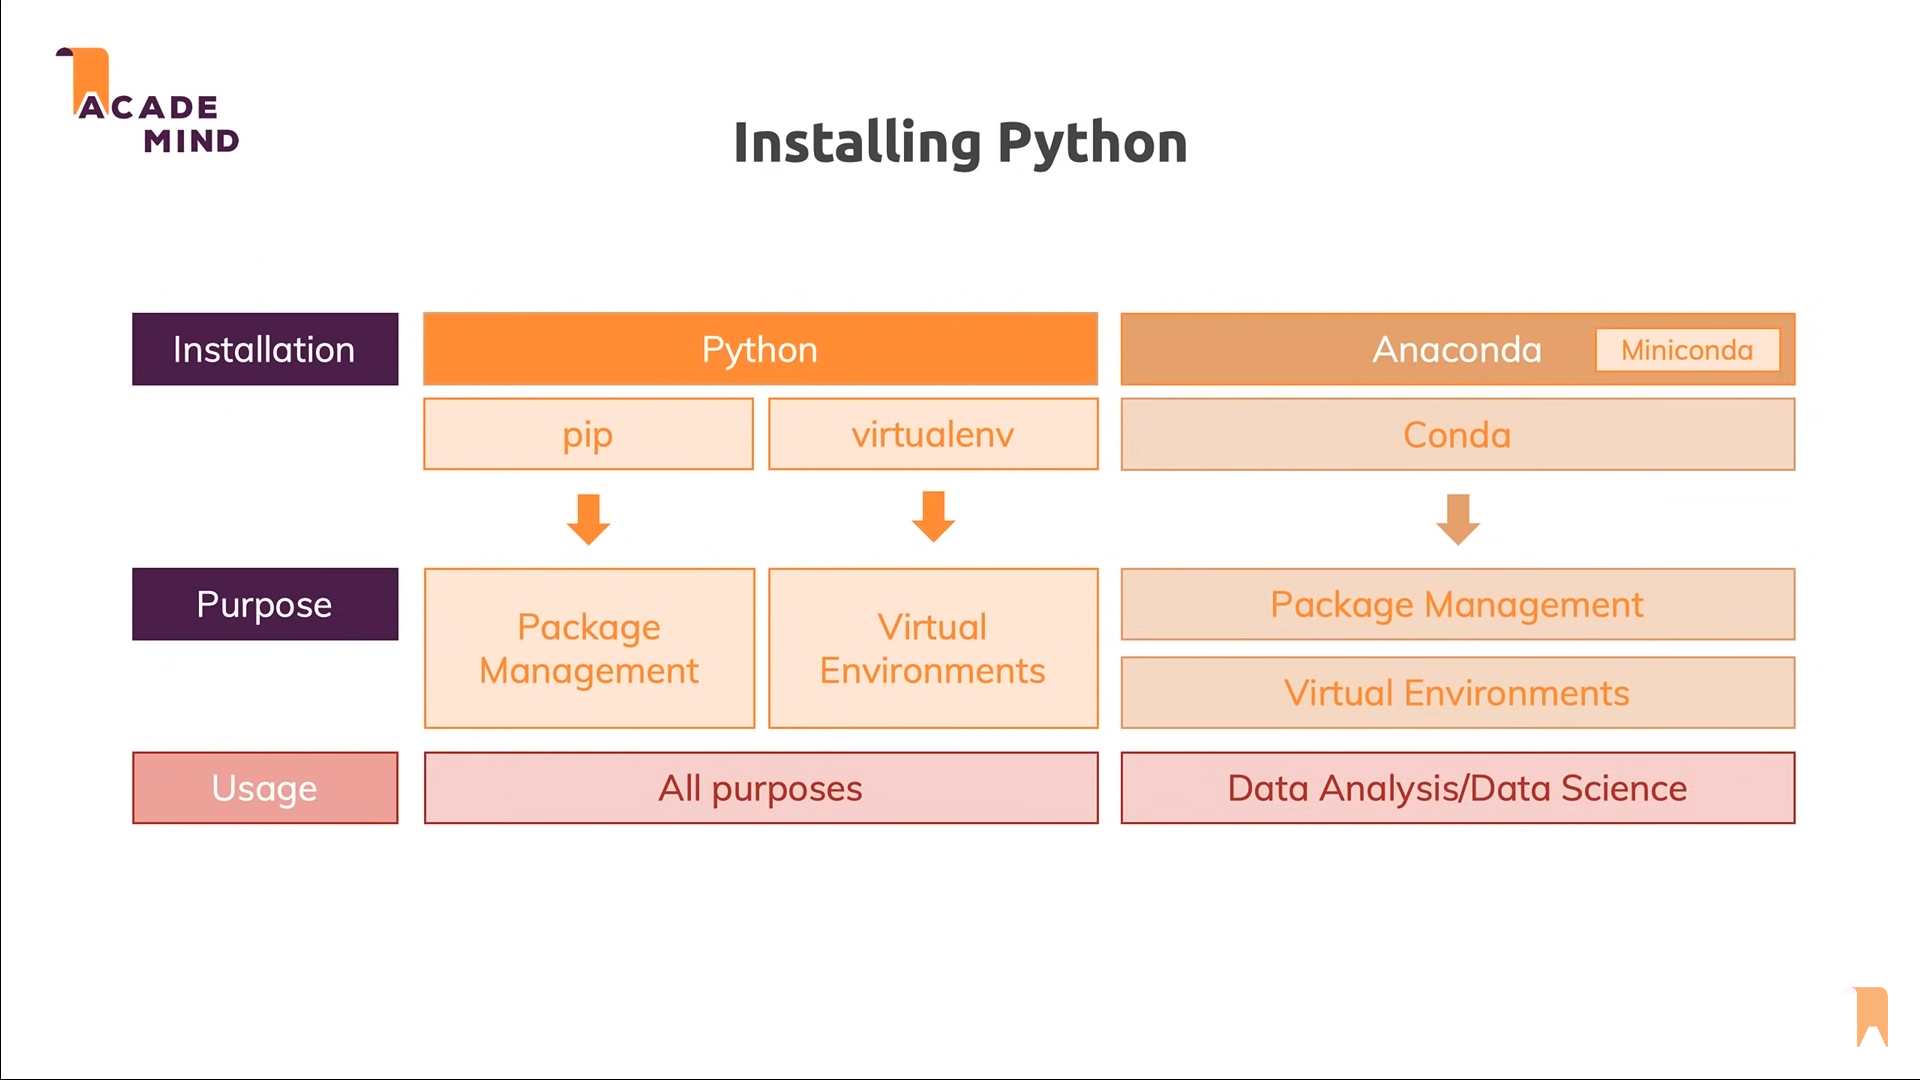 ACADE
MIND
Installing Python
Installation
Python
Anaconda
Miniconda
pip
virtualenv
Conda
Purpose
Package
Management
Virtual
Environments
Package Management
Virtual Environments
Usage
All purposes
Data Analysis/Data Science